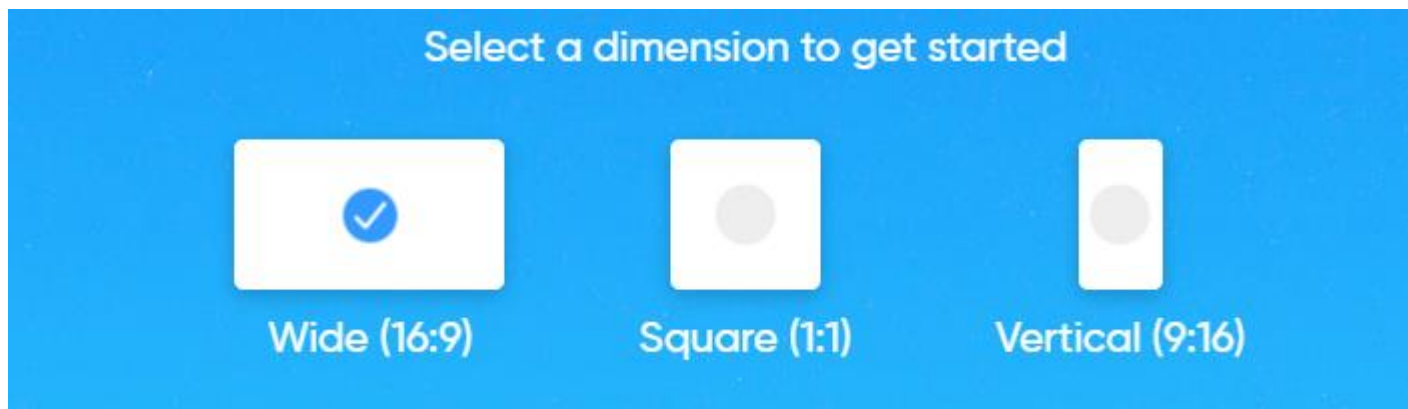 Select a dimension to get started
Wide (16:9)
Square (1:1)
Vertical (9:16)